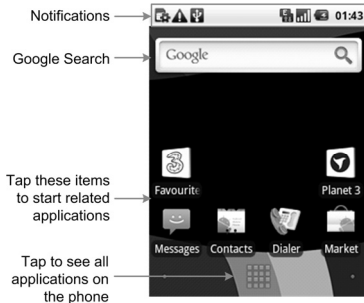 Notifications
01:43
Google Search
Google
Favourite
Planet 3
Tap these items
to start related
applications
Messages
Contacts
Dialer
Market
Tap to see all
applications on
the phone